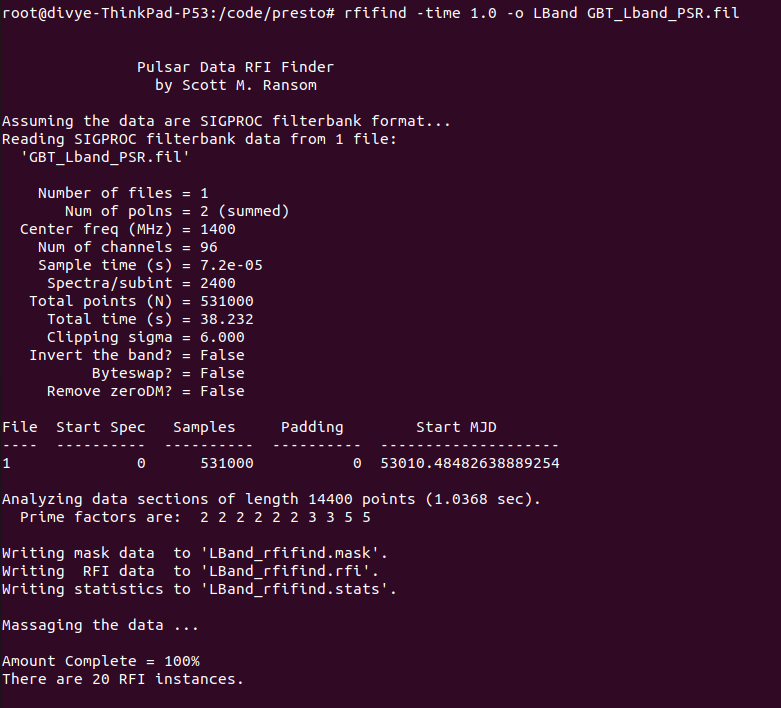 root@divye-ThinkPad-P53:/code/presto# rfifind -time 1.0 -o LBand GBT_Lband_PSR.fil
Pulsar Data RFI Finder
by Scott M. Ransom
Assuming the data are SIGPROC filterbank format...
Reading SIGPROC filterbank data from 1 file:
'GBT_Lband_PSR.fil'
Number of files = 1
Num of polns = 2 (summed)
Center freq (MHz) = 1400
Num of channels = 96
Sample time (s) = 7.2e-05
Spectra/subint = 2400
Total points (N) = 531000
Total time (s) = 38.232
Clipping sigma = 6.000
Invert the band? = False
Byteswap? = False
Remove zeroDM? = False
File  Start Spec   Samples     Padding        Start MJD
----  ----------  ----------  ----------  --------------------
1              0      531000           0  53010.48482638889254
Analyzing data sections of length 14400 points (1.0368 sec).
Prime factors are:  2 2 2 2 2 2 3 3 5 5
Writing mask data  to 'LBand_rfifind.mask'.
Writing  RFI data  to 'LBand_rfifind.rfi'.
Writing statistics to 'LBand_rfifind.stats'.
Massaging the data ...
Amount Complete = 100%
There are 20 RFI instances.